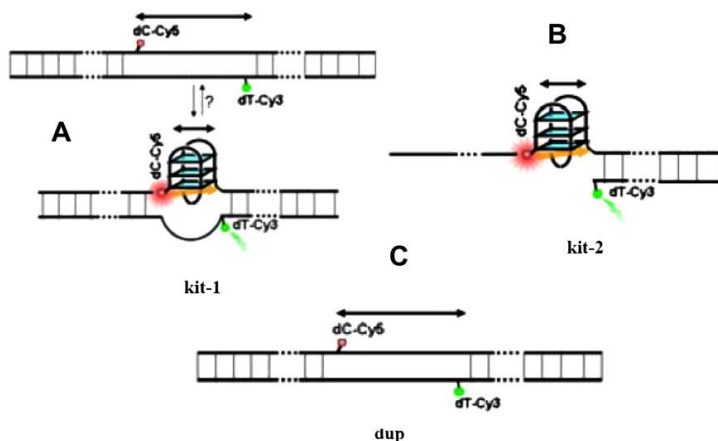 dC-Cy5
dT-Cy3
?
A
dC-Cy5
dT-Cy3
kit-1
B
dC-Cy5
dT-Cy3
kit-2
C
dC-Cy5
dT-Cy3
dup